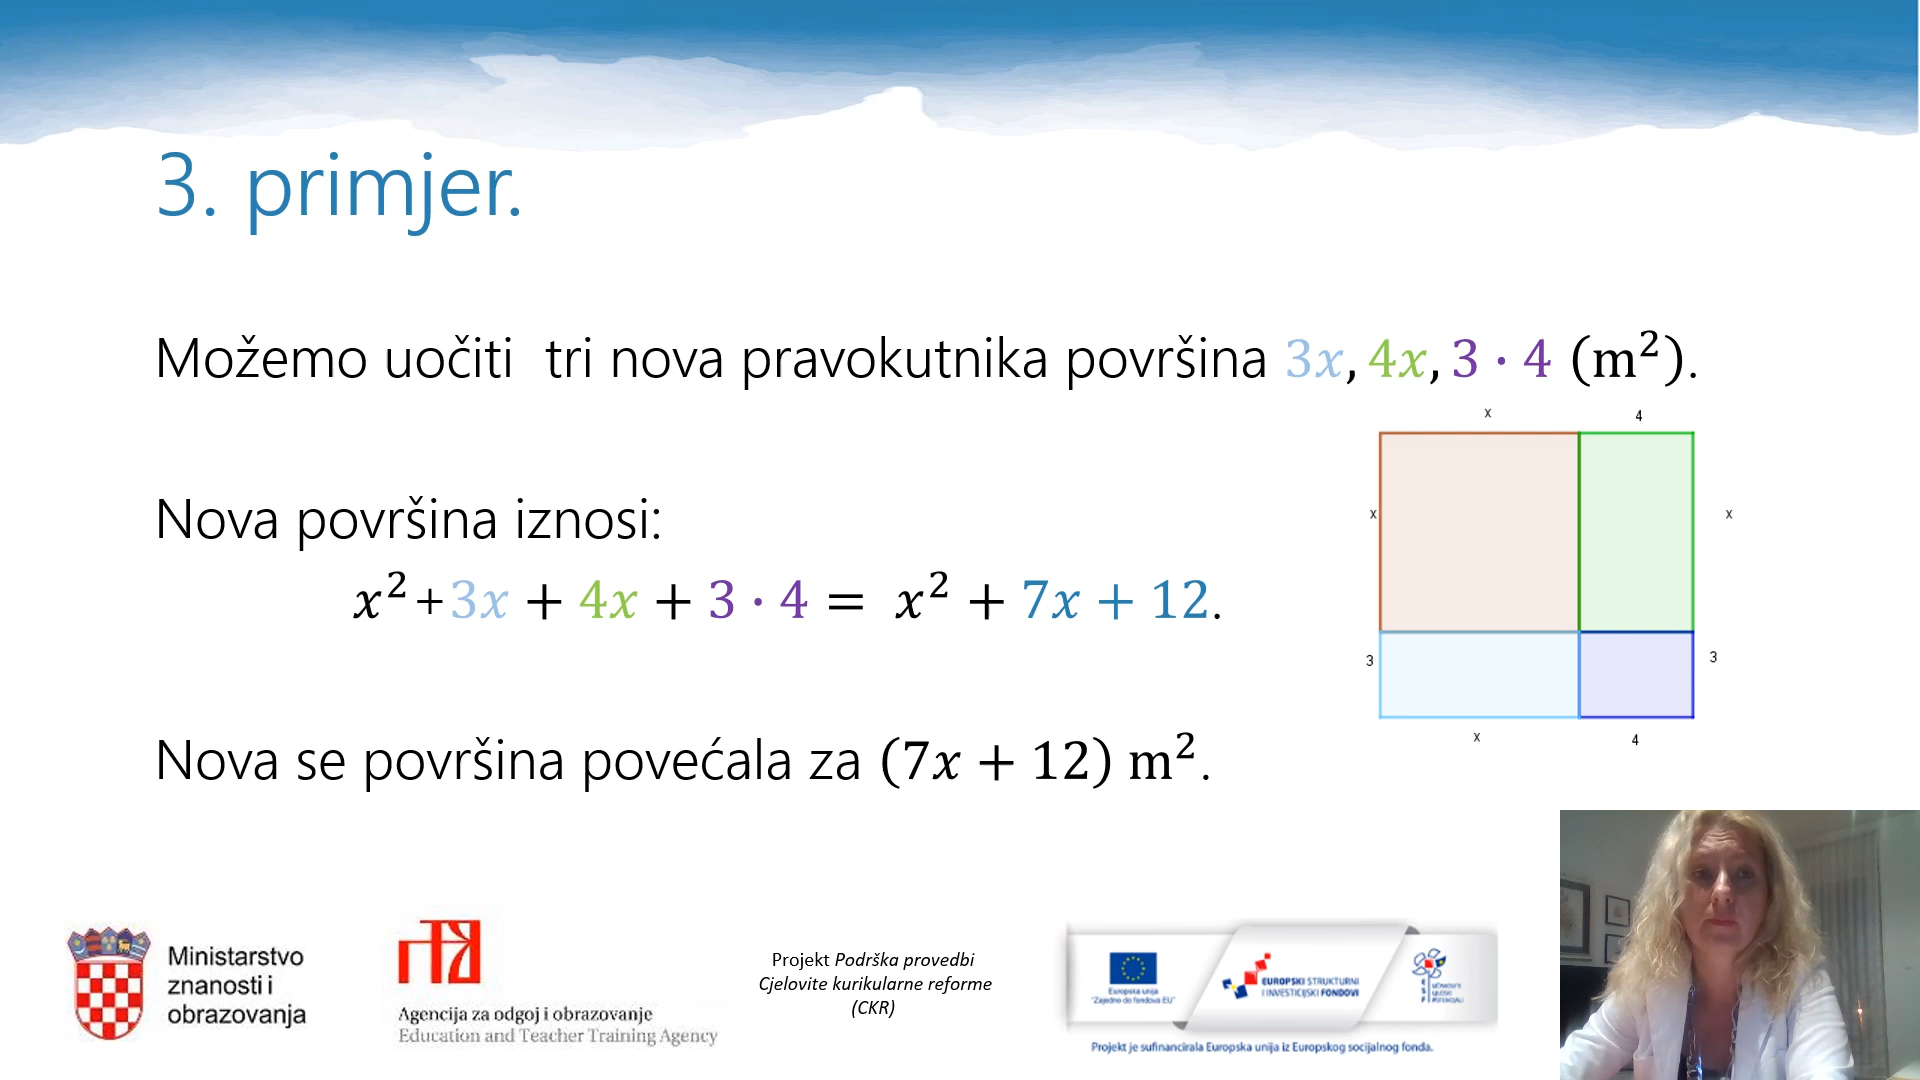 3. primjer.
Možemo uočiti tri nova pravokutnika površina 3x, 4x, 3 · 4 (m²).
x 4
x x
Nova površina iznosi:
x²+3x + 4x + 3 · 4 = x² + 7x + 12.
3 3
x 4
Nova se površina povećala za (7x + 12) m².
Ministarstvo
znanosti i
obrazovanja
Agencija za odgoj i obrazovanje
Education and Teacher Training Agency
Projekt Podrška provedbi
Cjelovite kurikularne reforme
(CKR)
Europska unija
"Zajedno do fondova EU"
EUROPSKI STRUKTURNI
I INVESTICIJSKI FONDOVI
Projekt je sufinancirala Europska unija iz Europskog socijalnog fonda.